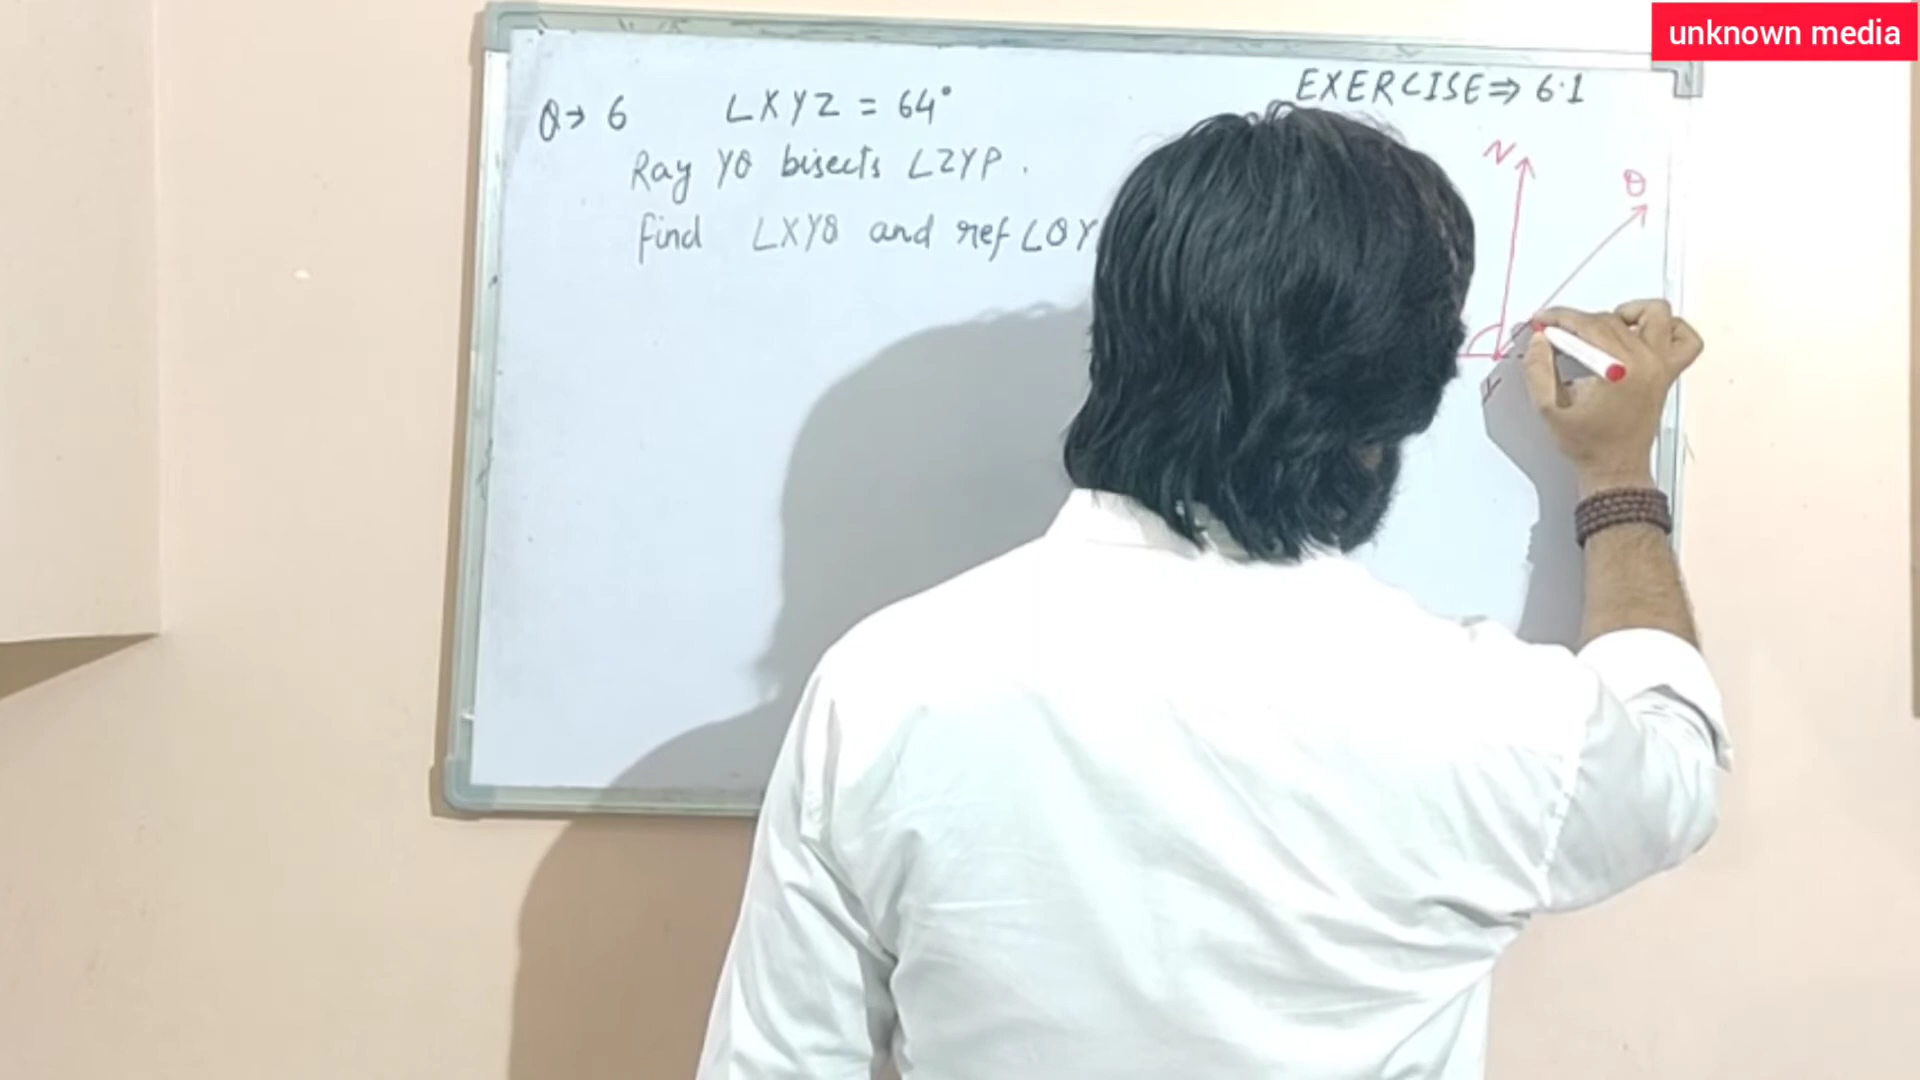 unknown media
EXERCISE ⇒ 6.1
Q → 6 ∠XYZ = 64°
Ray YQ bisects ∠ZYP.
find ∠XYQ and ref ∠QY
Q
Y